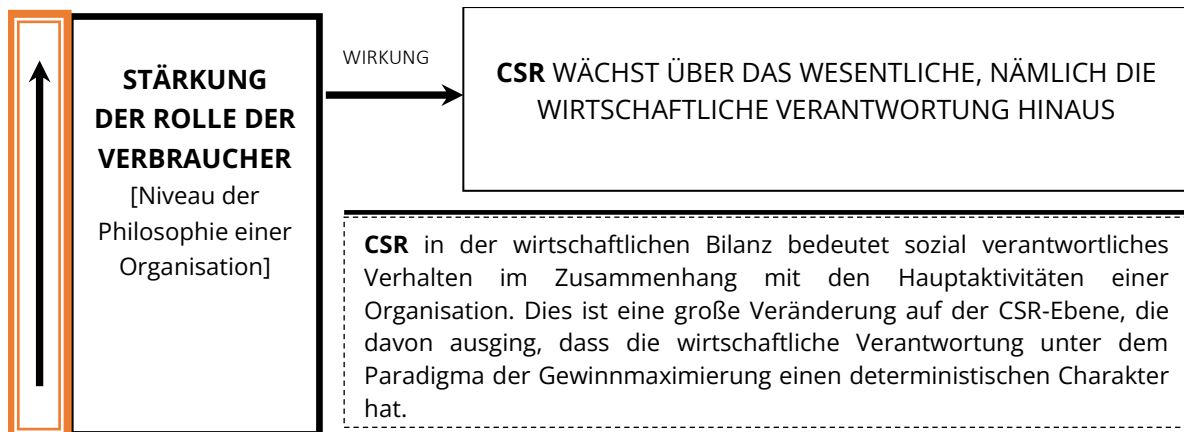 STÄRKUNG
DER ROLLE DER
VERBRAUCHER
[Niveau der
Philosophie einer
Organisation]
WIRKUNG
CSR WÄCHST ÜBER DAS WESENTLICHE, NÄMLICH DIE
WIRTSCHAFTLICHE VERANTWORTUNG HINAUS
CSR in der wirtschaftlichen Bilanz bedeutet sozial verantwortliches
Verhalten im Zusammenhang mit den Hauptaktivitäten einer
Organisation. Dies ist eine große Veränderung auf der CSR-Ebene, die
davon ausging, dass die wirtschaftliche Verantwortung unter dem
Paradigma der Gewinnmaximierung einen deterministischen Charakter
hat.